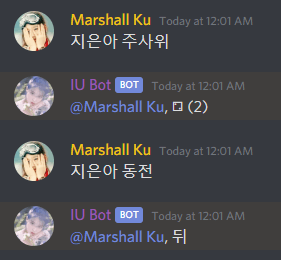 Marshall Ku Today at 12:01 AM
지은아 주사위
IU Bot BOT Today at 12:01 AM
@Marshall Ku, ⚁ (2)
Marshall Ku Today at 12:01 AM
지은아 동전
IU Bot BOT Today at 12:01 AM
@Marshall Ku, 뒤